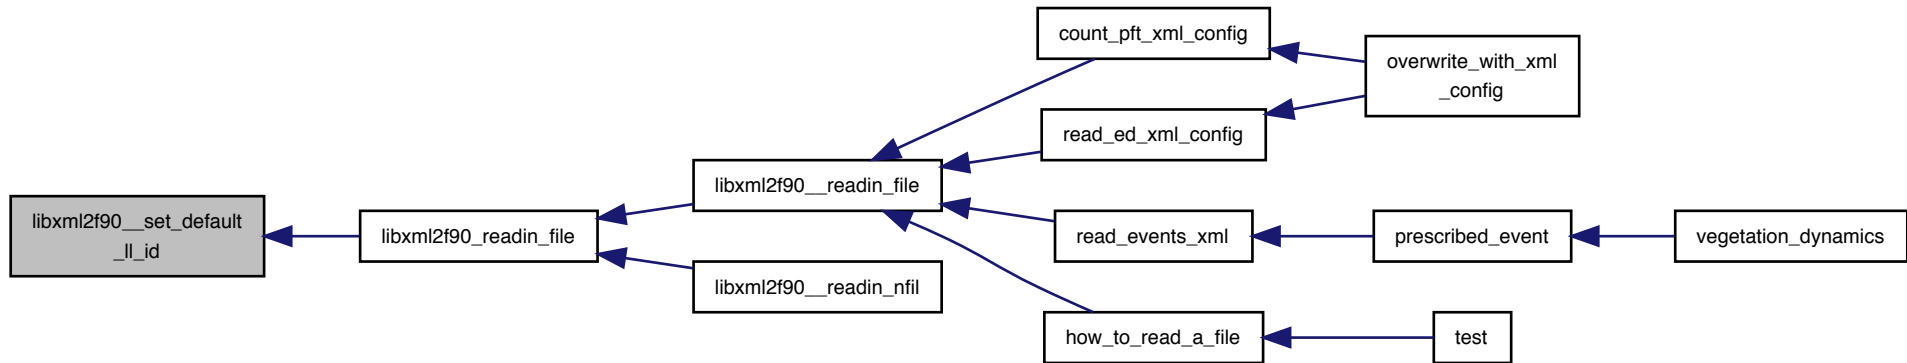 count_pft_xml_config
overwrite_with_xml
_config
read_ed_xml_config
libxml2f90__readin_file
libxml2f90__set_default
_ll_id
libxml2f90_readin_file
read_events_xml
prescribed_event
vegetation_dynamics
libxml2f90__readin_nfil
how_to_read_a_file
test